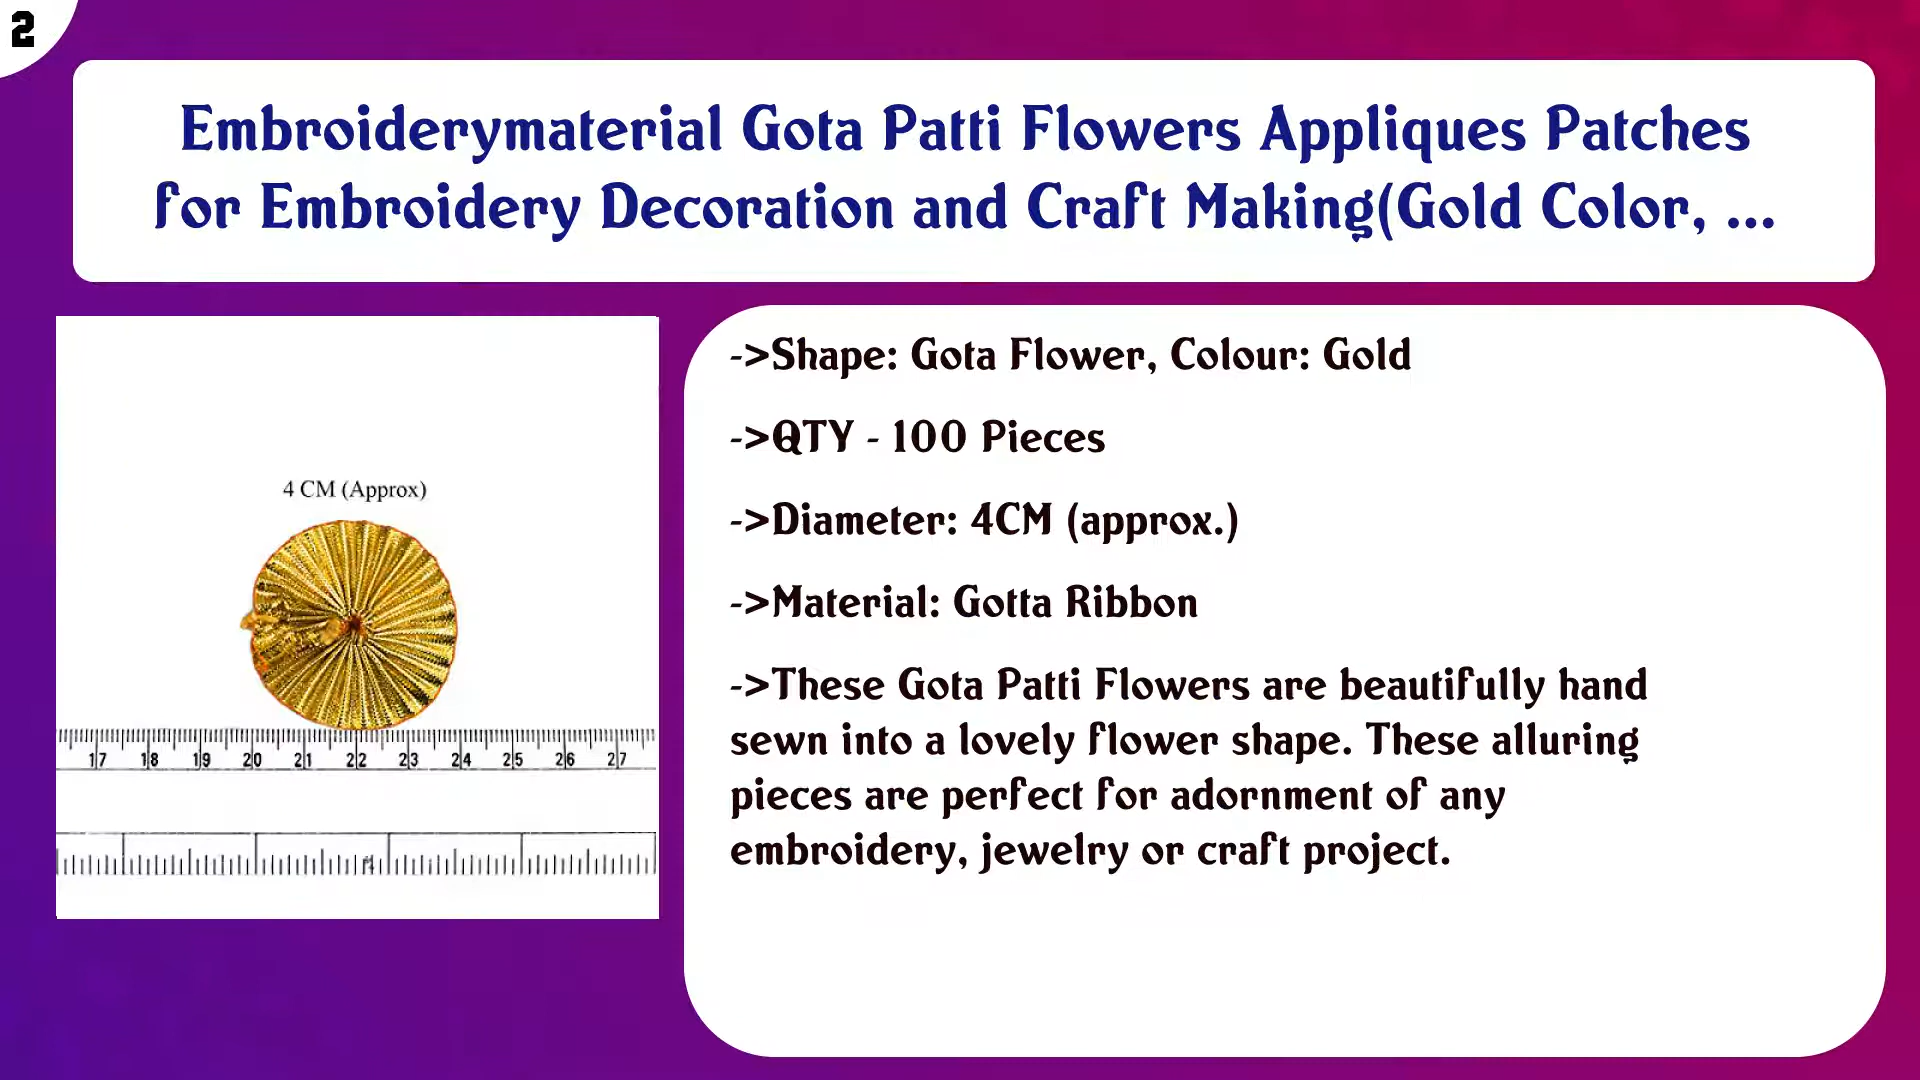 2
Embroiderymaterial Gota Patti Flowers Appliques Patches
for Embroidery Decoration and Craft Making(Gold Color, ...
4 CM (Approx)
17 18 19 20 21 22 23 24 25 26 27
->Shape: Gota Flower, Colour: Gold
->QTY - 100 Pieces
->Diameter: 4CM (approx.)
->Material: Gotta Ribbon
->These Gota Patti Flowers are beautifully hand
sewn into a lovely flower shape. These alluring
pieces are perfect for adornment of any
embroidery, jewelry or craft project.